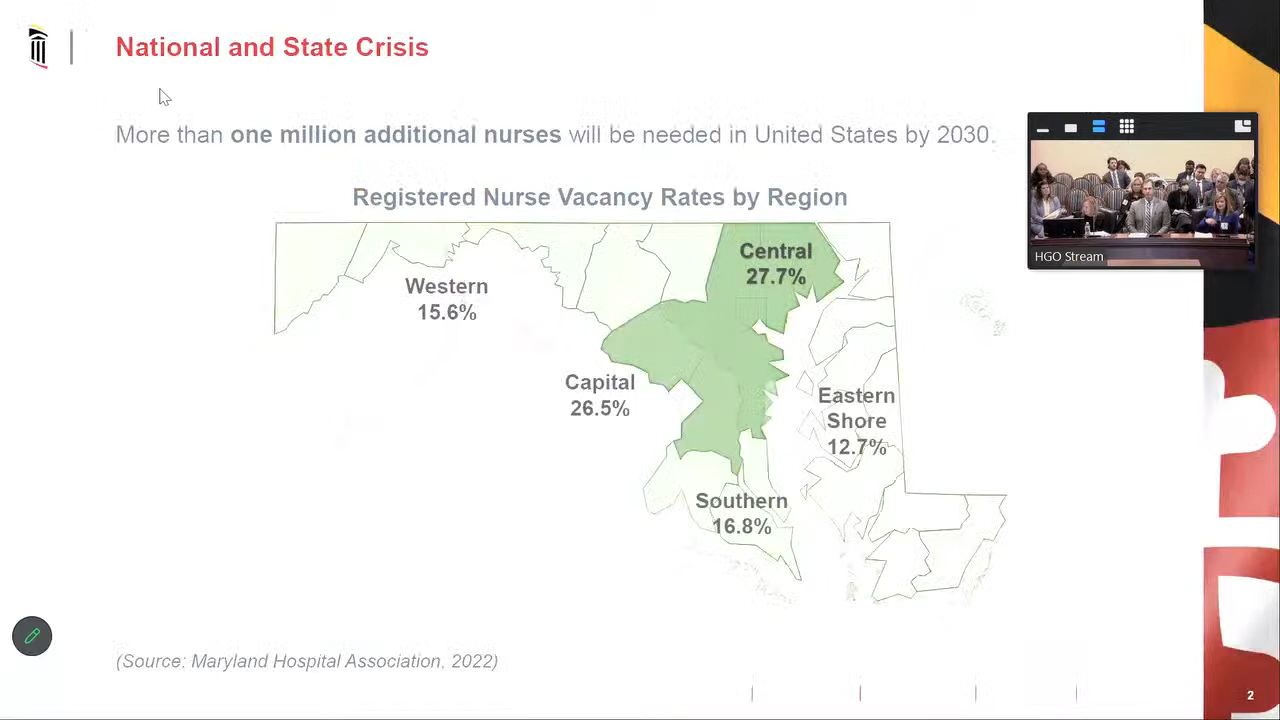 National and State Crisis
More than one million additional nurses will be needed in United States by 2030.
Registered Nurse Vacancy Rates by Region
Central
27.7%
Western
15.6%
Capital
26.5%
Eastern
Shore
12.7%
Southern
16.8%
HGO Stream
(Source: Maryland Hospital Association, 2022)
2